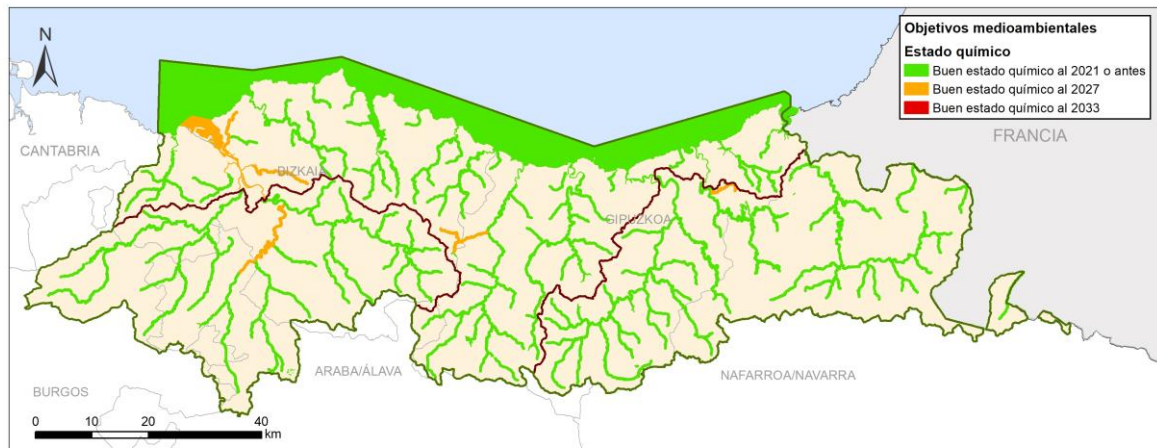 N
Objetivos medioambientales
Estado químico
Buen estado químico al 2021 o antes
Buen estado químico al 2027
Buen estado químico al 2033
FRANCIA
CANTABRIA
BIZKAIA
GIPUZKOA
ARABA/ÁLAVA
NAFARROA/NAVARRA
BURGOS
0 10 20 40
km